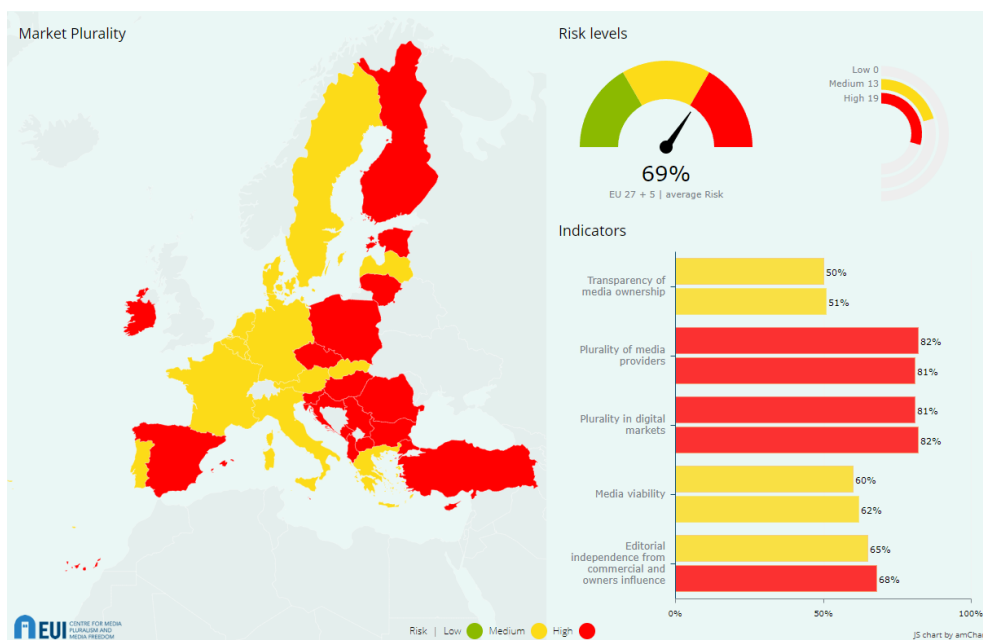 Market Plurality
Risk levels
Low 0
Medium 13
High 19
69%
EU 27 + 5 | average Risk
Indicators
Transparency of
media ownership
50%
51%
Plurality of media
providers
82%
81%
Plurality in digital
markets
81%
82%
Media viability
60%
62%
Editorial
independence from
commercial and
owners influence
65%
68%
0%
50%
100%
EUI
CENTRE FOR MEDIA
PLURALISM AND
MEDIA FREEDOM
Risk | Low Medium High
JS chart by amCha